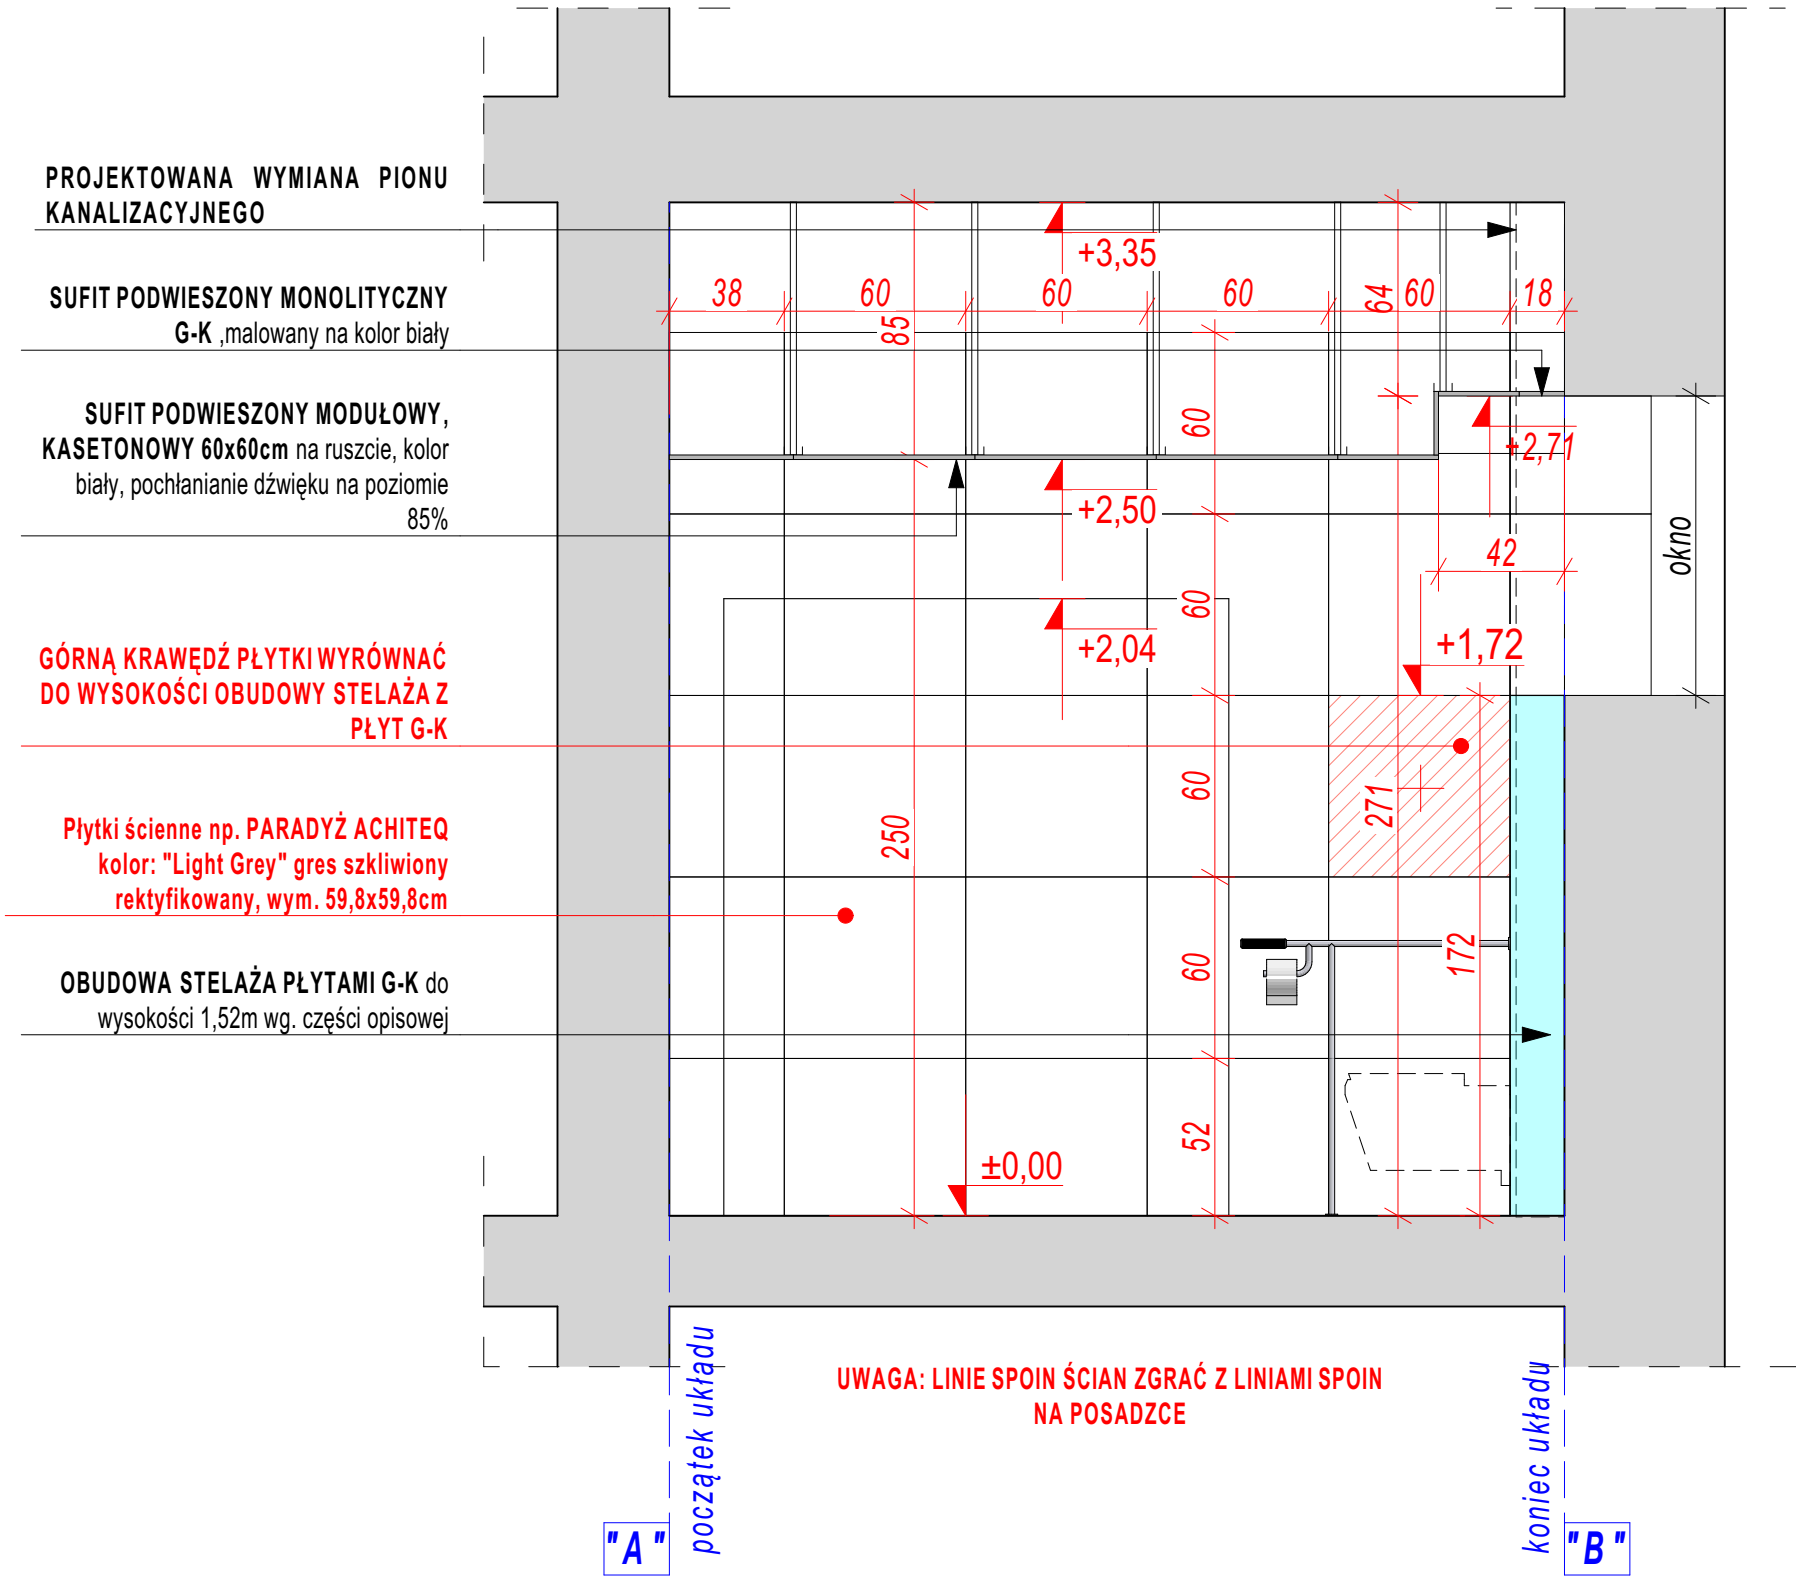 PROJEKTOWANA WYMIANA PIONU
KANALIZACYJNEGO
SUFIT PODWIESZONY MONOLITYCZNY
G-K ,malowany na kolor biały
SUFIT PODWIESZONY MODUŁOWY,
KASETONOWY 60x60cm na ruszcie, kolor
biały, pochłanianie dźwięku na poziomie
85%
GÓRNĄ KRAWĘDŹ PŁYTKI WYRÓWNAĆ
DO WYSOKOŚCI OBUDOWY STELAŻA Z
PŁYT G-K
Płytki ścienne np. PARADYŻ ACHITEQ
kolor: "Light Grey" gres szkliwiony
rektyfikowany, wym. 59,8x59,8cm
OBUDOWA STELAŻA PŁYTAMI G-K do
wysokości 1,52m wg. części opisowej
+3,35
38
60
60
60
64
60
18
85
60
+2,71
+2,50
okno
42
60
+2,04
+1,72
60
271
250
60
172
52
±0,00
UWAGA: LINIE SPOIN ŚCIAN ZGRAĆ Z LINIAMI SPOIN
NA POSADZCE
początek układu
koniec układu
"A"
"B"